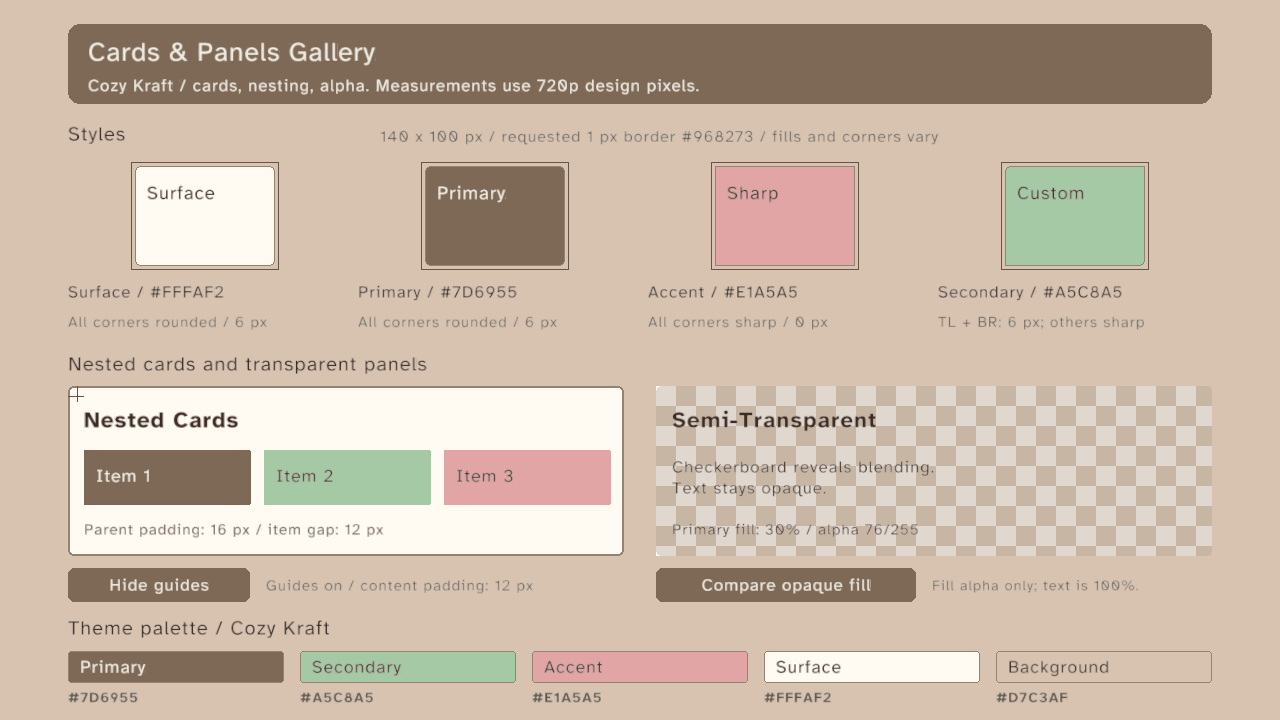 Cards & Panels Gallery
Cozy Kraft / cards, nesting, alpha. Measurements use 720p design pixels.
Styles
140 x 100 px / requested 1 px border #968273 / fills and corners vary
Surface
Primary
Sharp
Custom
Surface / #FFFAF2
Primary / #7D6955
Accent / #E1A5A5
Secondary / #A5C8A5
All corners rounded / 6 px
All corners rounded / 6 px
All corners sharp / 0 px
TL + BR: 6 px; others sharp
Nested cards and transparent panels
Nested Cards
Item 1
Item 2
Item 3
Parent padding: 16 px / item gap: 12 px
Semi-Transparent
Checkerboard reveals blending.
Text stays opaque.
Primary fill: 30% / alpha 76/255
Hide guides
Guides on / content padding: 12 px
Compare opaque fill
Fill alpha only; text is 100%.
Theme palette / Cozy Kraft
Primary
Secondary
Accent
Surface
Background
#7D6955
#A5C8A5
#E1A5A5
#FFFAF2
#D7C3AF